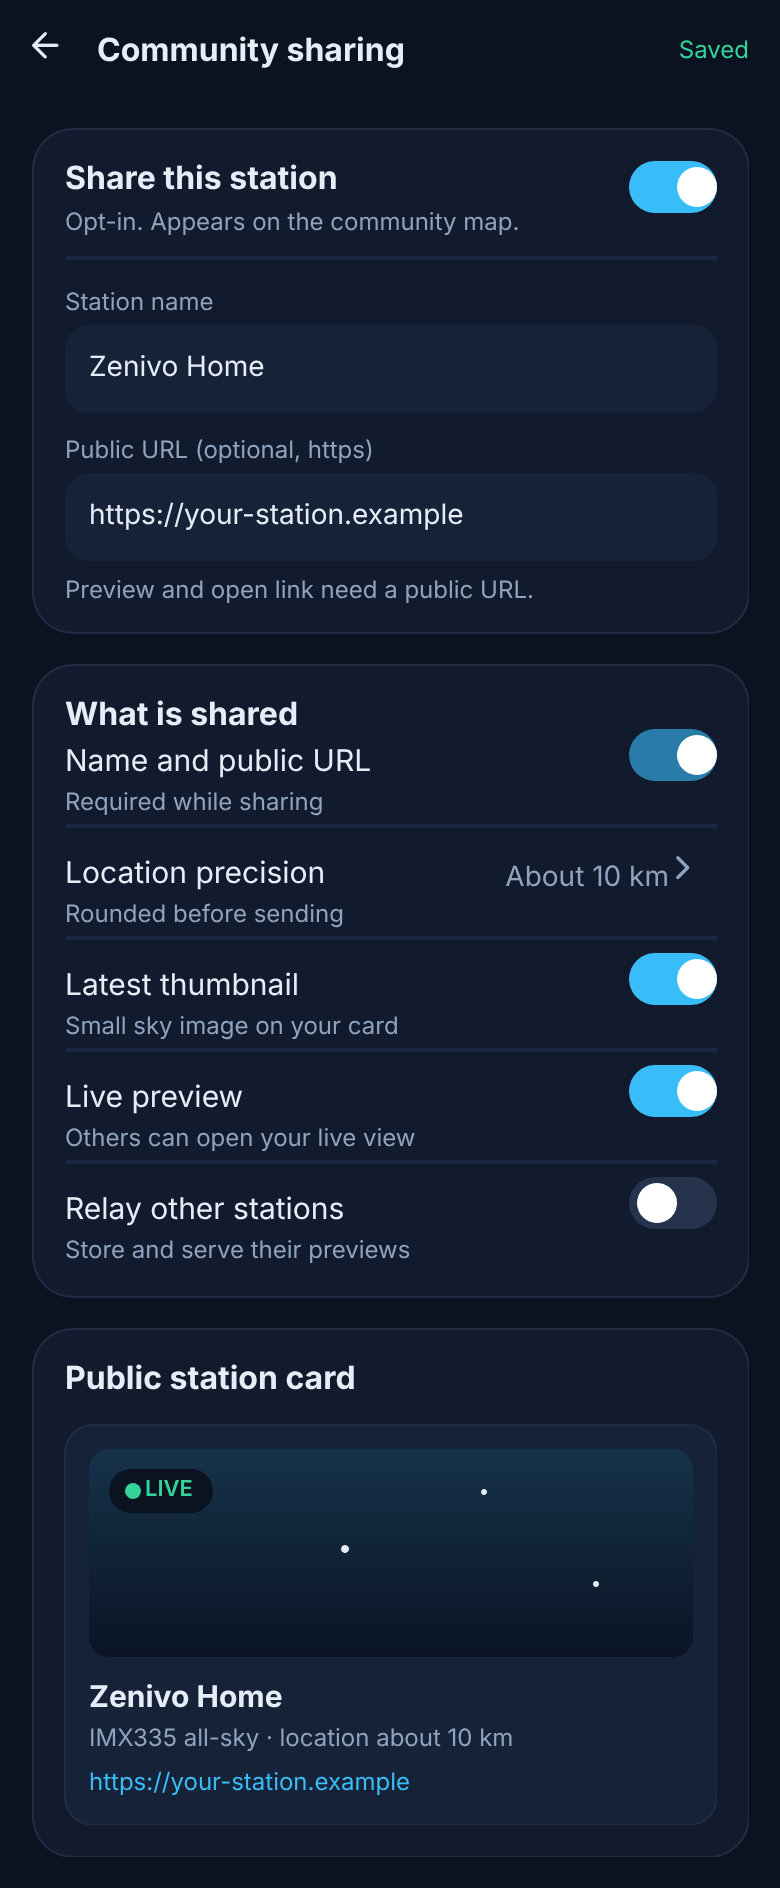 Community sharing
Saved
Share this station
Opt-in. Appears on the community map.
Station name
Zenivo Home
Public URL (optional, https)
https://your-station.example
Preview and open link need a public URL.
What is shared
Name and public URL
Required while sharing
Location precision
About 10 km
Rounded before sending
Latest thumbnail
Small sky image on your card
Live preview
Others can open your live view
Relay other stations
Store and serve their previews
Public station card
LIVE
Zenivo Home
IMX335 all-sky · location about 10 km
https://your-station.example